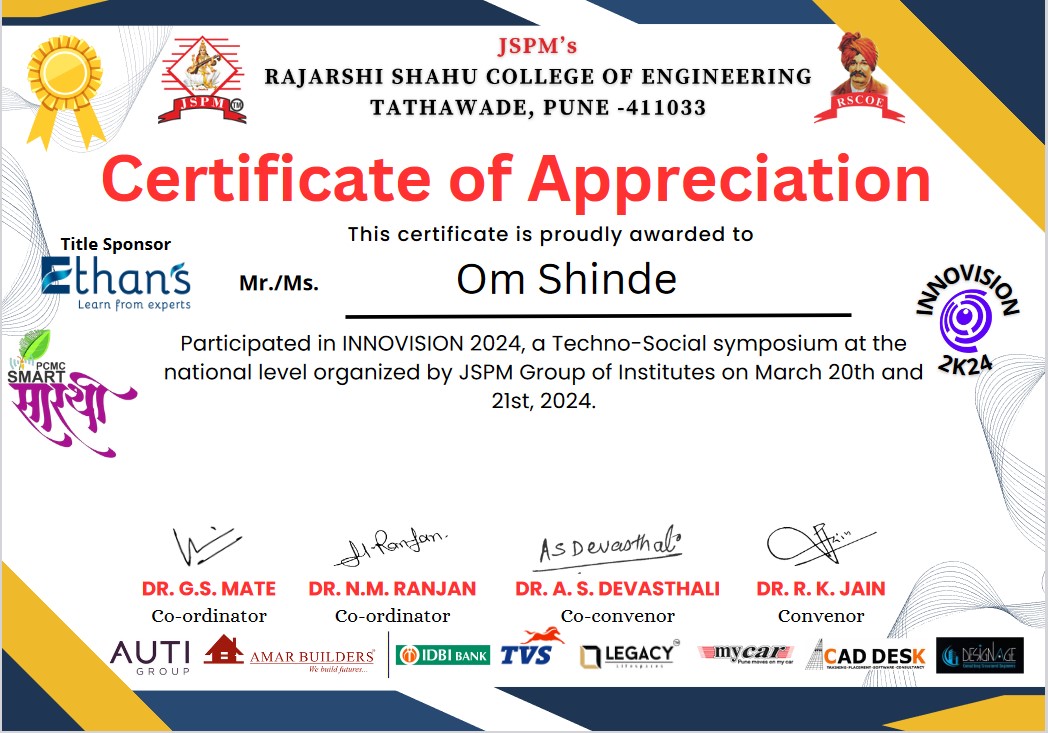 JSPM's
RAJARSHI SHAHU COLLEGE OF ENGINEERING
TATHAWADE, PUNE -411033
JSPM TM
RSCOE
Certificate of Appreciation
This certificate is proudly awarded to
Title Sponsor
Ethan's
Learn from experts
Mr./Ms. Om Shinde
INNOVISION
2K24
PCMC
SMART
सारथी
Participated in INNOVISION 2024, a Techno-Social symposium at the
national level organized by JSPM Group of Institutes on March 20th and
21st, 2024.
N.Ranjan.
A S Devasthali
DR. G.S. MATE DR. N.M. RANJAN DR. A. S. DEVASTHALI DR. R. K. JAIN
Co-ordinator Co-ordinator Co-convenor Convenor
AUTI
GROUP
AMAR BUILDERS
We build futures...
IDBI BANK
TVS
LEGACY
Lifespaces
mycar
Pune moves on my car
CAD DESK
TRAINING-PLACEMENT-SOFTWARE-CONSULTANCY
DESIGNAGE